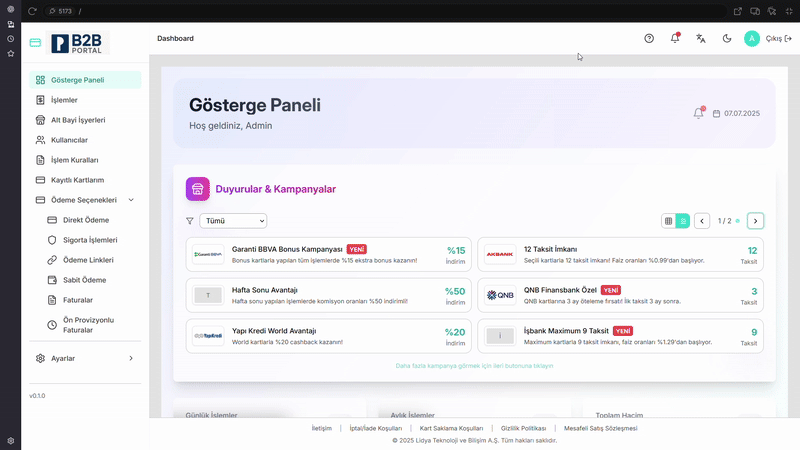 5173 /
B2B
PORTAL
Dashboard
A
Çıkış
Gösterge Paneli
İşlemler
Alt Bayi İşyerleri
Kullanıcılar
İşlem Kuralları
Kayıtlı Kartlarım
Ödeme Seçenekleri
Direkt Ödeme
Sigorta İşlemleri
Ödeme Linkleri
Sabit Ödeme
Faturalar
Ön Provizyonlu
Faturalar
Ayarlar
v0.1.0
Gösterge Paneli
Hoş geldiniz, Admin
07.07.2025
Duyurular & Kampanyalar
Tümü
1 / 2
Garanti BBVA
Garanti BBVA Bonus Kampanyası YENİ
Bonus kartlarla yapılan tüm işlemlerde %15 ekstra bonus kazanın!
%15
İndirim
AKBANK
12 Taksit İmkanı
Seçili kartlarla 12 taksit imkanı! Faiz oranları %0.99'dan başlıyor.
12
Taksit
T
Hafta Sonu Avantajı
Hafta sonu yapılan işlemlerde komisyon oranları %50 indirimli!
%50
İndirim
QNB
QNB Finansbank Özel YENİ
QNB kartlarına 3 ay öteleme fırsatı! İlk taksit 3 ay sonra.
3
Taksit
YapıKredi
Yapı Kredi World Avantajı
World kartlarla %20 cashback kazanın!
%20
İndirim
İ
İşbank Maximum 9 Taksit YENİ
Maximum kartlarla 9 taksit imkanı, faiz oranları %1.29'dan başlıyor.
9
Taksit
Daha fazla kampanya görmek için ileri butonuna tıklayın
Günlük İşlemler
Aylık İşlemler
Toplam Hacim
İletişim | İptal/İade Koşulları | Kart Saklama Koşulları | Gizlilik Politikası | Mesafeli Satış Sözleşmesi
© 2025 Lidya Teknoloji ve Bilişim A.Ş. Tüm hakları saklıdır.